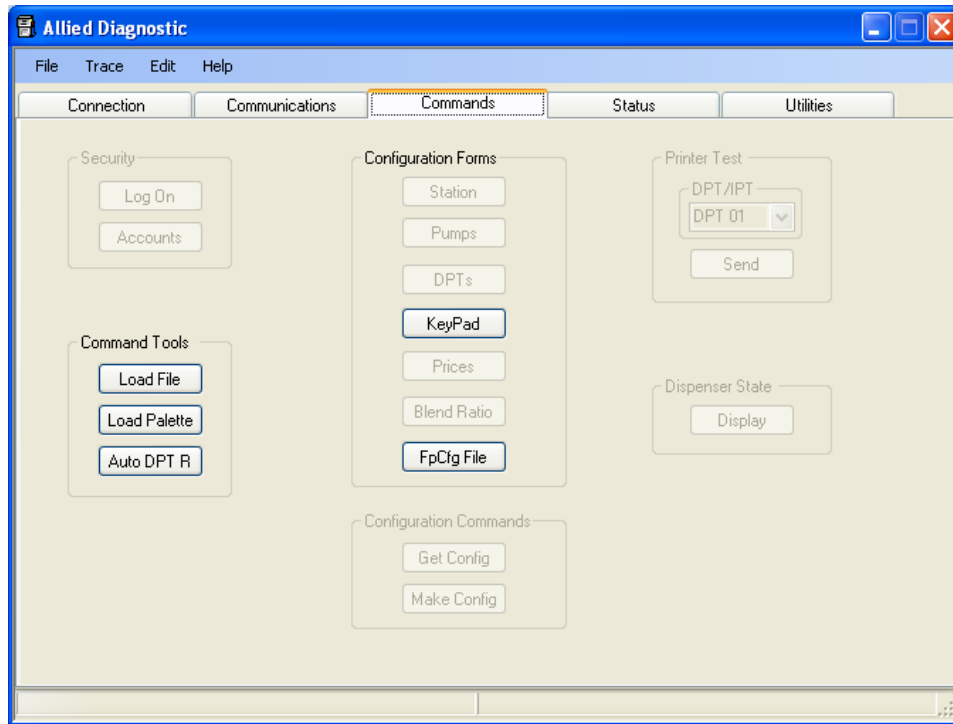 Allied Diagnostic
File Trace Edit Help
Connection Communications Commands Status Utilities
Security
Log On
Accounts
Command Tools
Load File
Load Palette
Auto DPT R
Configuration Forms
Station
Pumps
DPTs
KeyPad
Prices
Blend Ratio
FpCfg File
Configuration Commands
Get Config
Make Config
Printer Test
DPT/IPT
DPT 01
Send
Dispenser State
Display